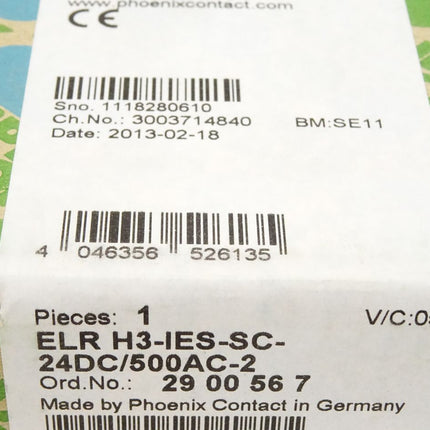 www.phoenixcontact.com
CE
Sno. 1118280610
Ch.No.: 3003714840
BM:SE11
Date: 2013-02-18
4 046356 526135
Pieces: 1
V/C:0
ELR H3-IES-SC-
24DC/500AC-2
Ord.No.: 29 00 56 7
Made by Phoenix Contact in Germany